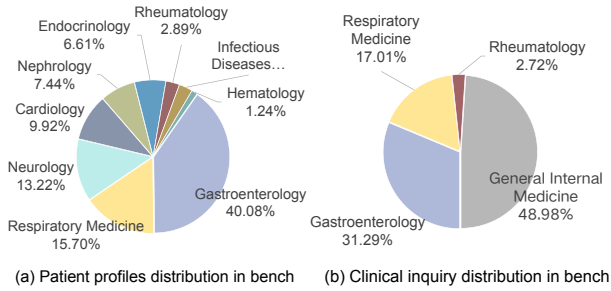 Rheumatology
2.89%
Endocrinology
6.61%
Infectious
Diseases…
Nephrology
7.44%
Hematology
1.24%
Cardiology
9.92%
Neurology
13.22%
Gastroenterology
40.08%
Respiratory Medicine
15.70%
(a) Patient profiles distribution in bench
Respiratory
Medicine
17.01%
Rheumatology
2.72%
General Internal
Medicine
48.98%
Gastroenterology
31.29%
(b) Clinical inquiry distribution in bench